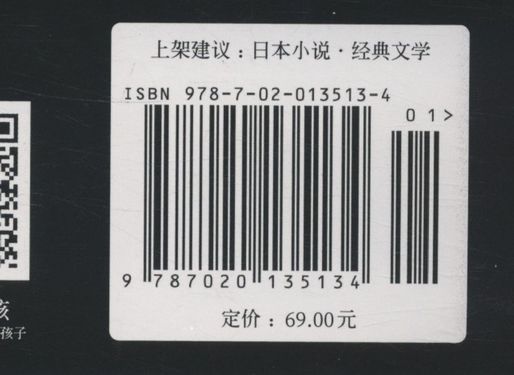 上架建议：日本小说·经典文学
ISBN 978-7-02-013513-4
01>
9 787020 135134
定价：69.00元
孩
孩子